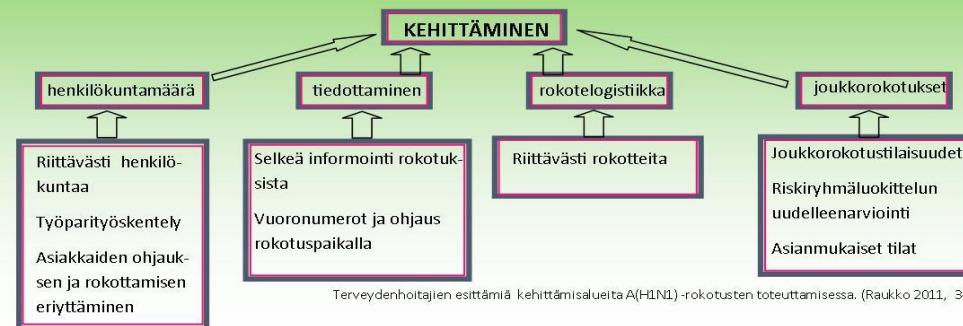 KEHITTÄMINEN
henkilökuntamäärä
tiedottaminen
rokotelogistiikka
joukkorokotukset
Riittävästi henkilö-
kuntaa
Työparityöskentely
Asiakkaiden ohjauk-
sen ja rokottamisen
eriyttäminen
Selkeä informointi rokotuk-
sista
Vuoronumerot ja ohjaus
rokotuspaikalla
Riittävästi rokotteita
Joukkorokotustilaisuudet
Riskiryhmäluokittelun
uudelleenarviointi
Asianmukaiset tilat
Terveydenhoitajien esittämiä kehittämisalueita A(H1N1) -rokotusten toteuttamisessa. (Raukko 2011,